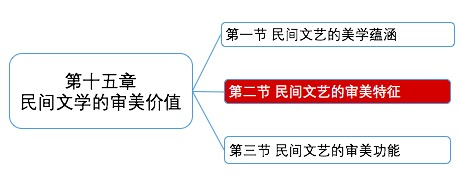 第十五章
民间文学的审美价值
第一节 民间文艺的美学蕴涵
第二节 民间文艺的审美特征
第三节 民间文艺的审美功能